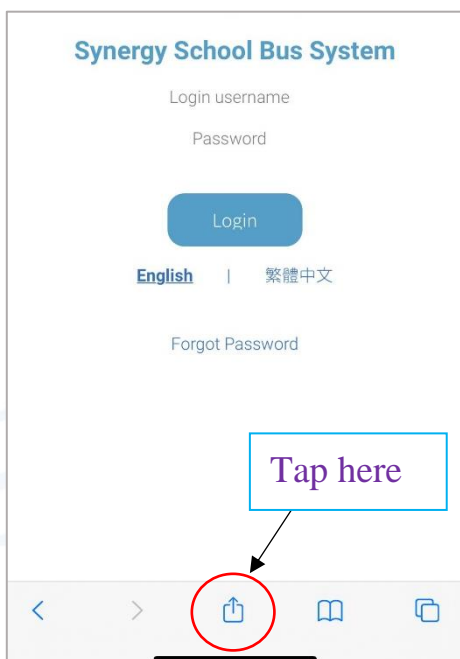 Synergy School Bus System
Login username
Password
Login
English | 繁體中文
Forgot Password
Tap here